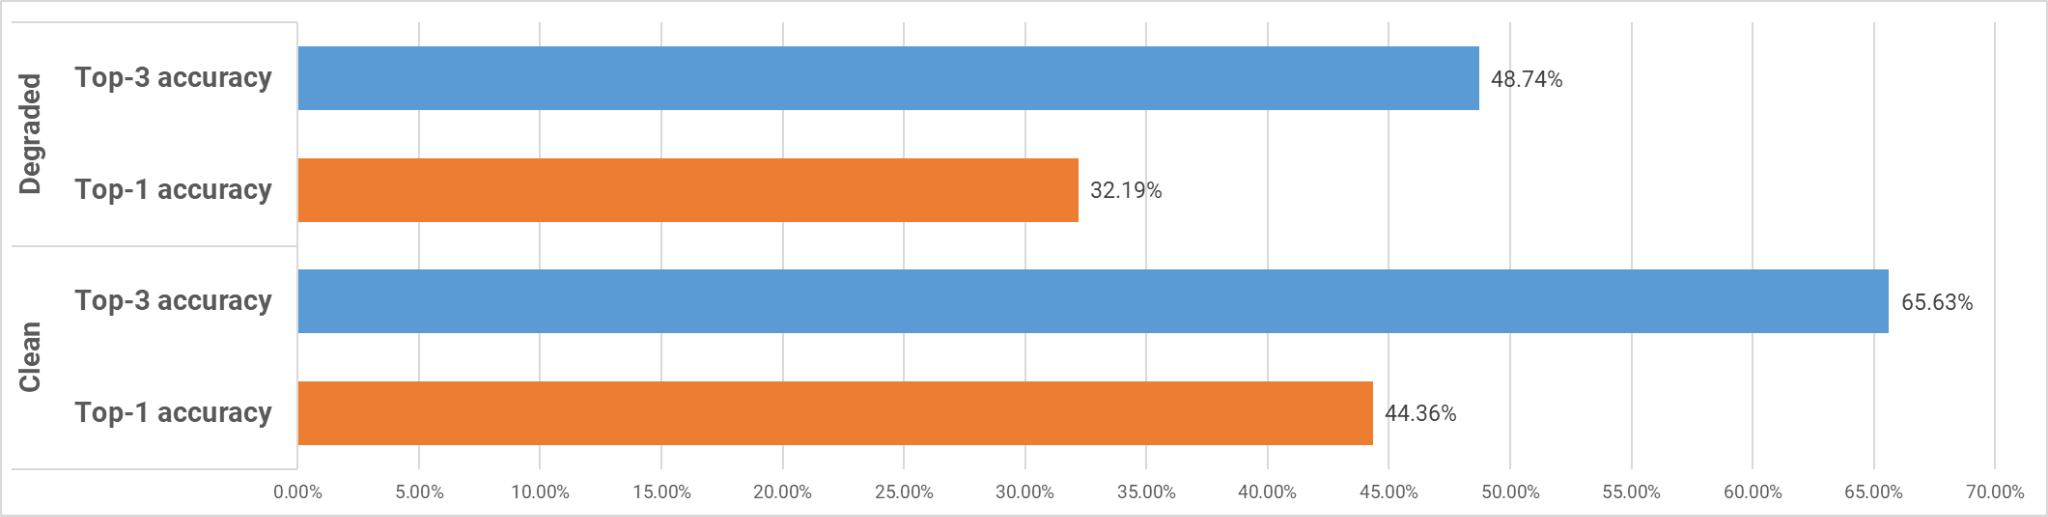 Degraded
Top-3 accuracy
48.74%
Top-1 accuracy
32.19%
Clean
Top-3 accuracy
65.63%
Top-1 accuracy
44.36%
0.00% 5.00% 10.00% 15.00% 20.00% 25.00% 30.00% 35.00% 40.00% 45.00% 50.00% 55.00% 60.00% 65.00% 70.00%